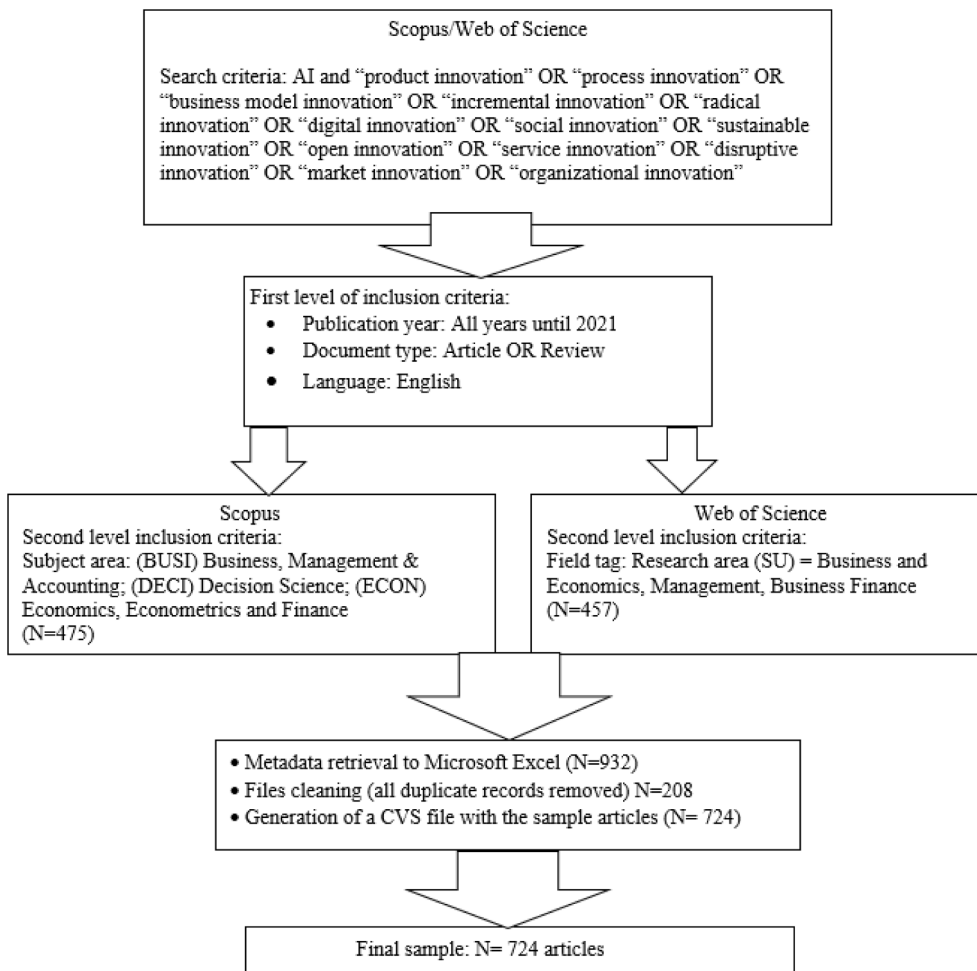 Scopus/Web of Science
Search criteria: AI and “product innovation” OR “process innovation” OR
“business model innovation” OR “incremental innovation” OR “radical
innovation” OR “digital innovation” OR “social innovation” OR “sustainable
innovation” OR “open innovation” OR “service innovation” OR “disruptive
innovation” OR “market innovation” OR “organizational innovation”
First level of inclusion criteria:
• Publication year: All years until 2021
• Document type: Article OR Review
• Language: English
Scopus
Second level inclusion criteria:
Subject area: (BUSI) Business, Management &
Accounting; (DECI) Decision Science; (ECON)
Economics, Econometrics and Finance
(N=475)
Web of Science
Second level inclusion criteria:
Field tag: Research area (SU) = Business and
Economics, Management, Business Finance
(N=457)
• Metadata retrieval to Microsoft Excel (N=932)
• Files cleaning (all duplicate records removed) N=208
• Generation of a CVS file with the sample articles (N= 724)
Final sample: N= 724 articles